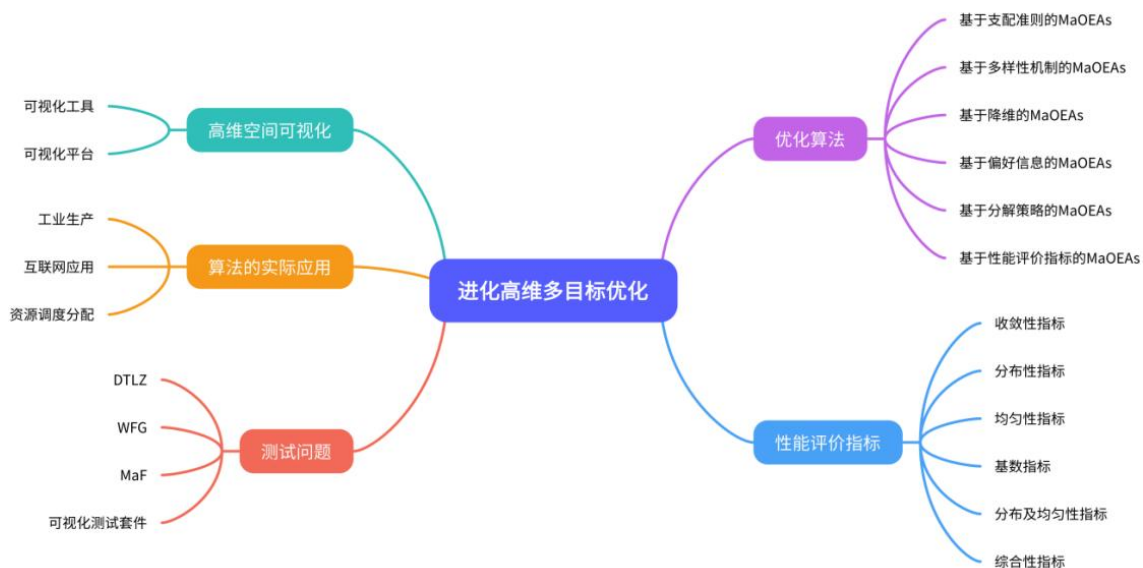 进化高维多目标优化
优化算法
基于支配准则的MaOEAs
基于多样性机制的MaOEAs
基于降维的MaOEAs
基于偏好信息的MaOEAs
基于分解策略的MaOEAs
基于性能评价指标的MaOEAs
性能评价指标
收敛性指标
分布性指标
均匀性指标
基数指标
分布及均匀性指标
综合性指标
高维空间可视化
可视化工具
可视化平台
算法的实际应用
工业生产
互联网应用
资源调度分配
测试问题
DTLZ
WFG
MaF
可视化测试套件